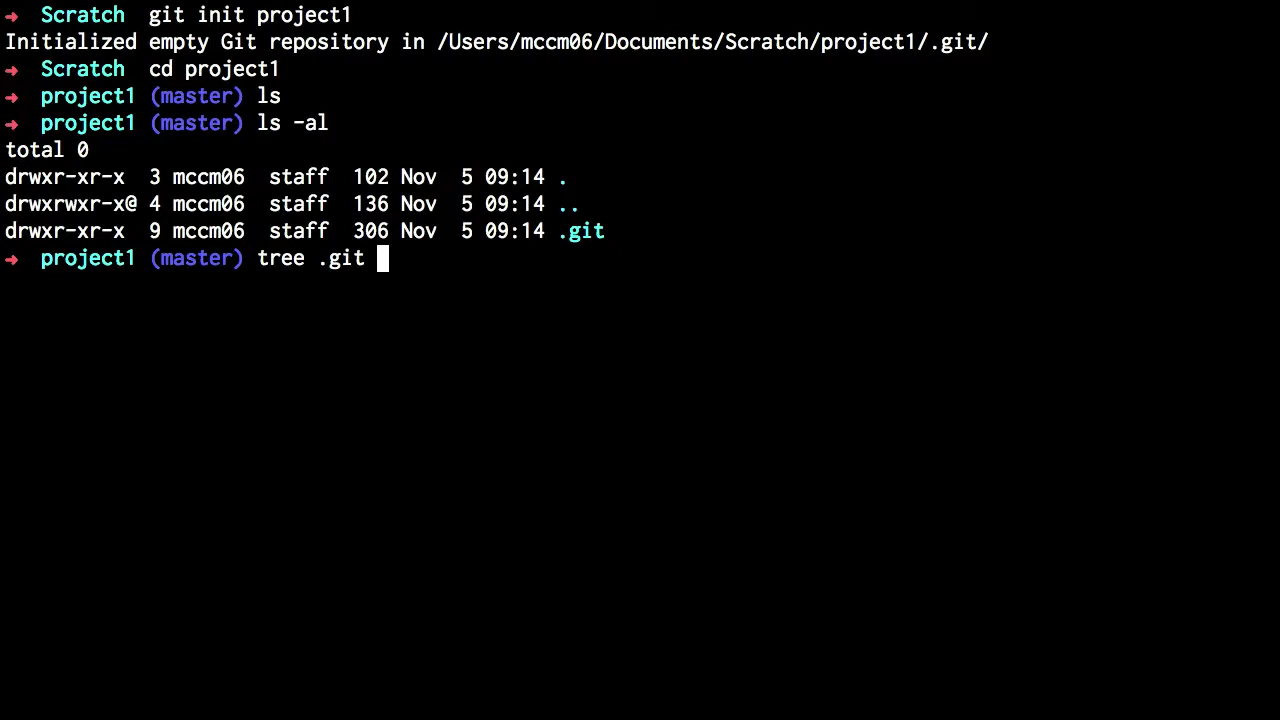 ➜  Scratch  git init project1
Initialized empty Git repository in /Users/mccm06/Documents/Scratch/project1/.git/
➜  Scratch  cd project1
➜  project1 (master) ls
➜  project1 (master) ls -al
total 0
drwxr-xr-x  3 mccm06  staff  102 Nov  5 09:14 .
drwxrwxr-x@ 4 mccm06  staff  136 Nov  5 09:14 ..
drwxr-xr-x  9 mccm06  staff  306 Nov  5 09:14 .git
➜  project1 (master) tree .git